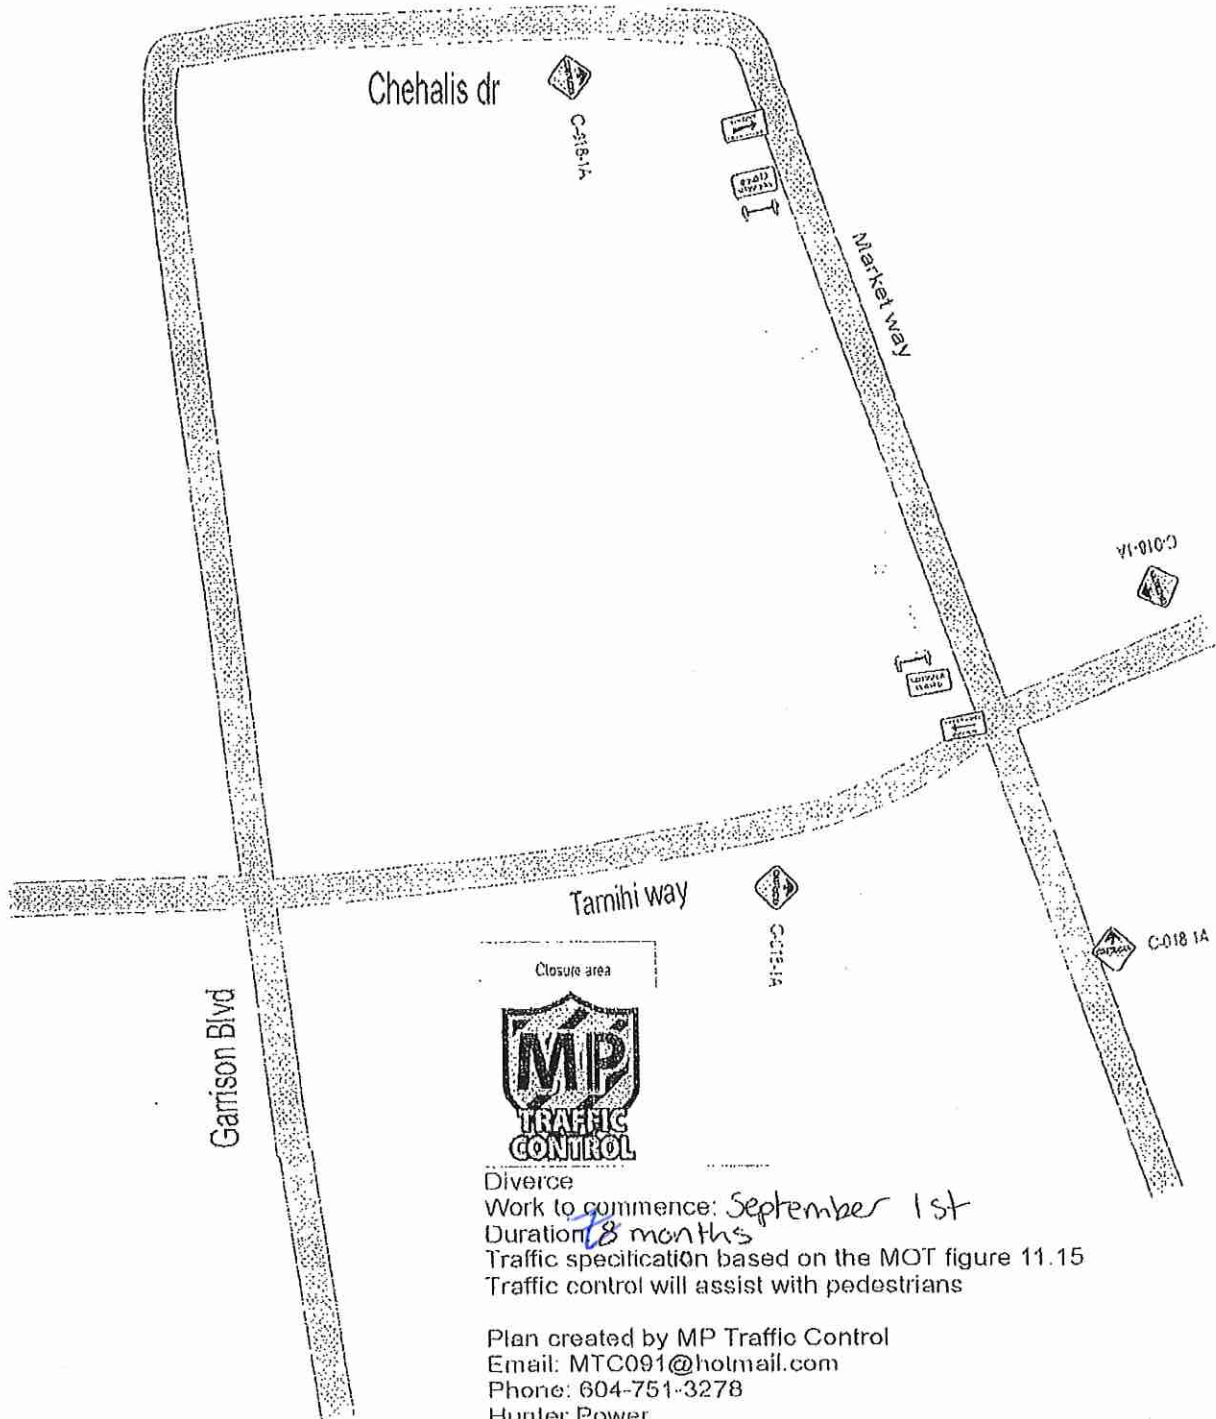 Chehalis dr
C-018-1A
Market way
C-018-1A
Tamihi way
C-018-1A
C-018 1A
Garrison Blvd
Closure area
MP
TRAFFIC
CONTROL
Diverce
Work to commence: September 1st
Duration: 8 months
Traffic specification based on the MOT figure 11.15
Traffic control will assist with pedestrians
Plan created by MP Traffic Control
Email: MTC091@hotmail.com
Phone: 604-751-3278
Hunter Power